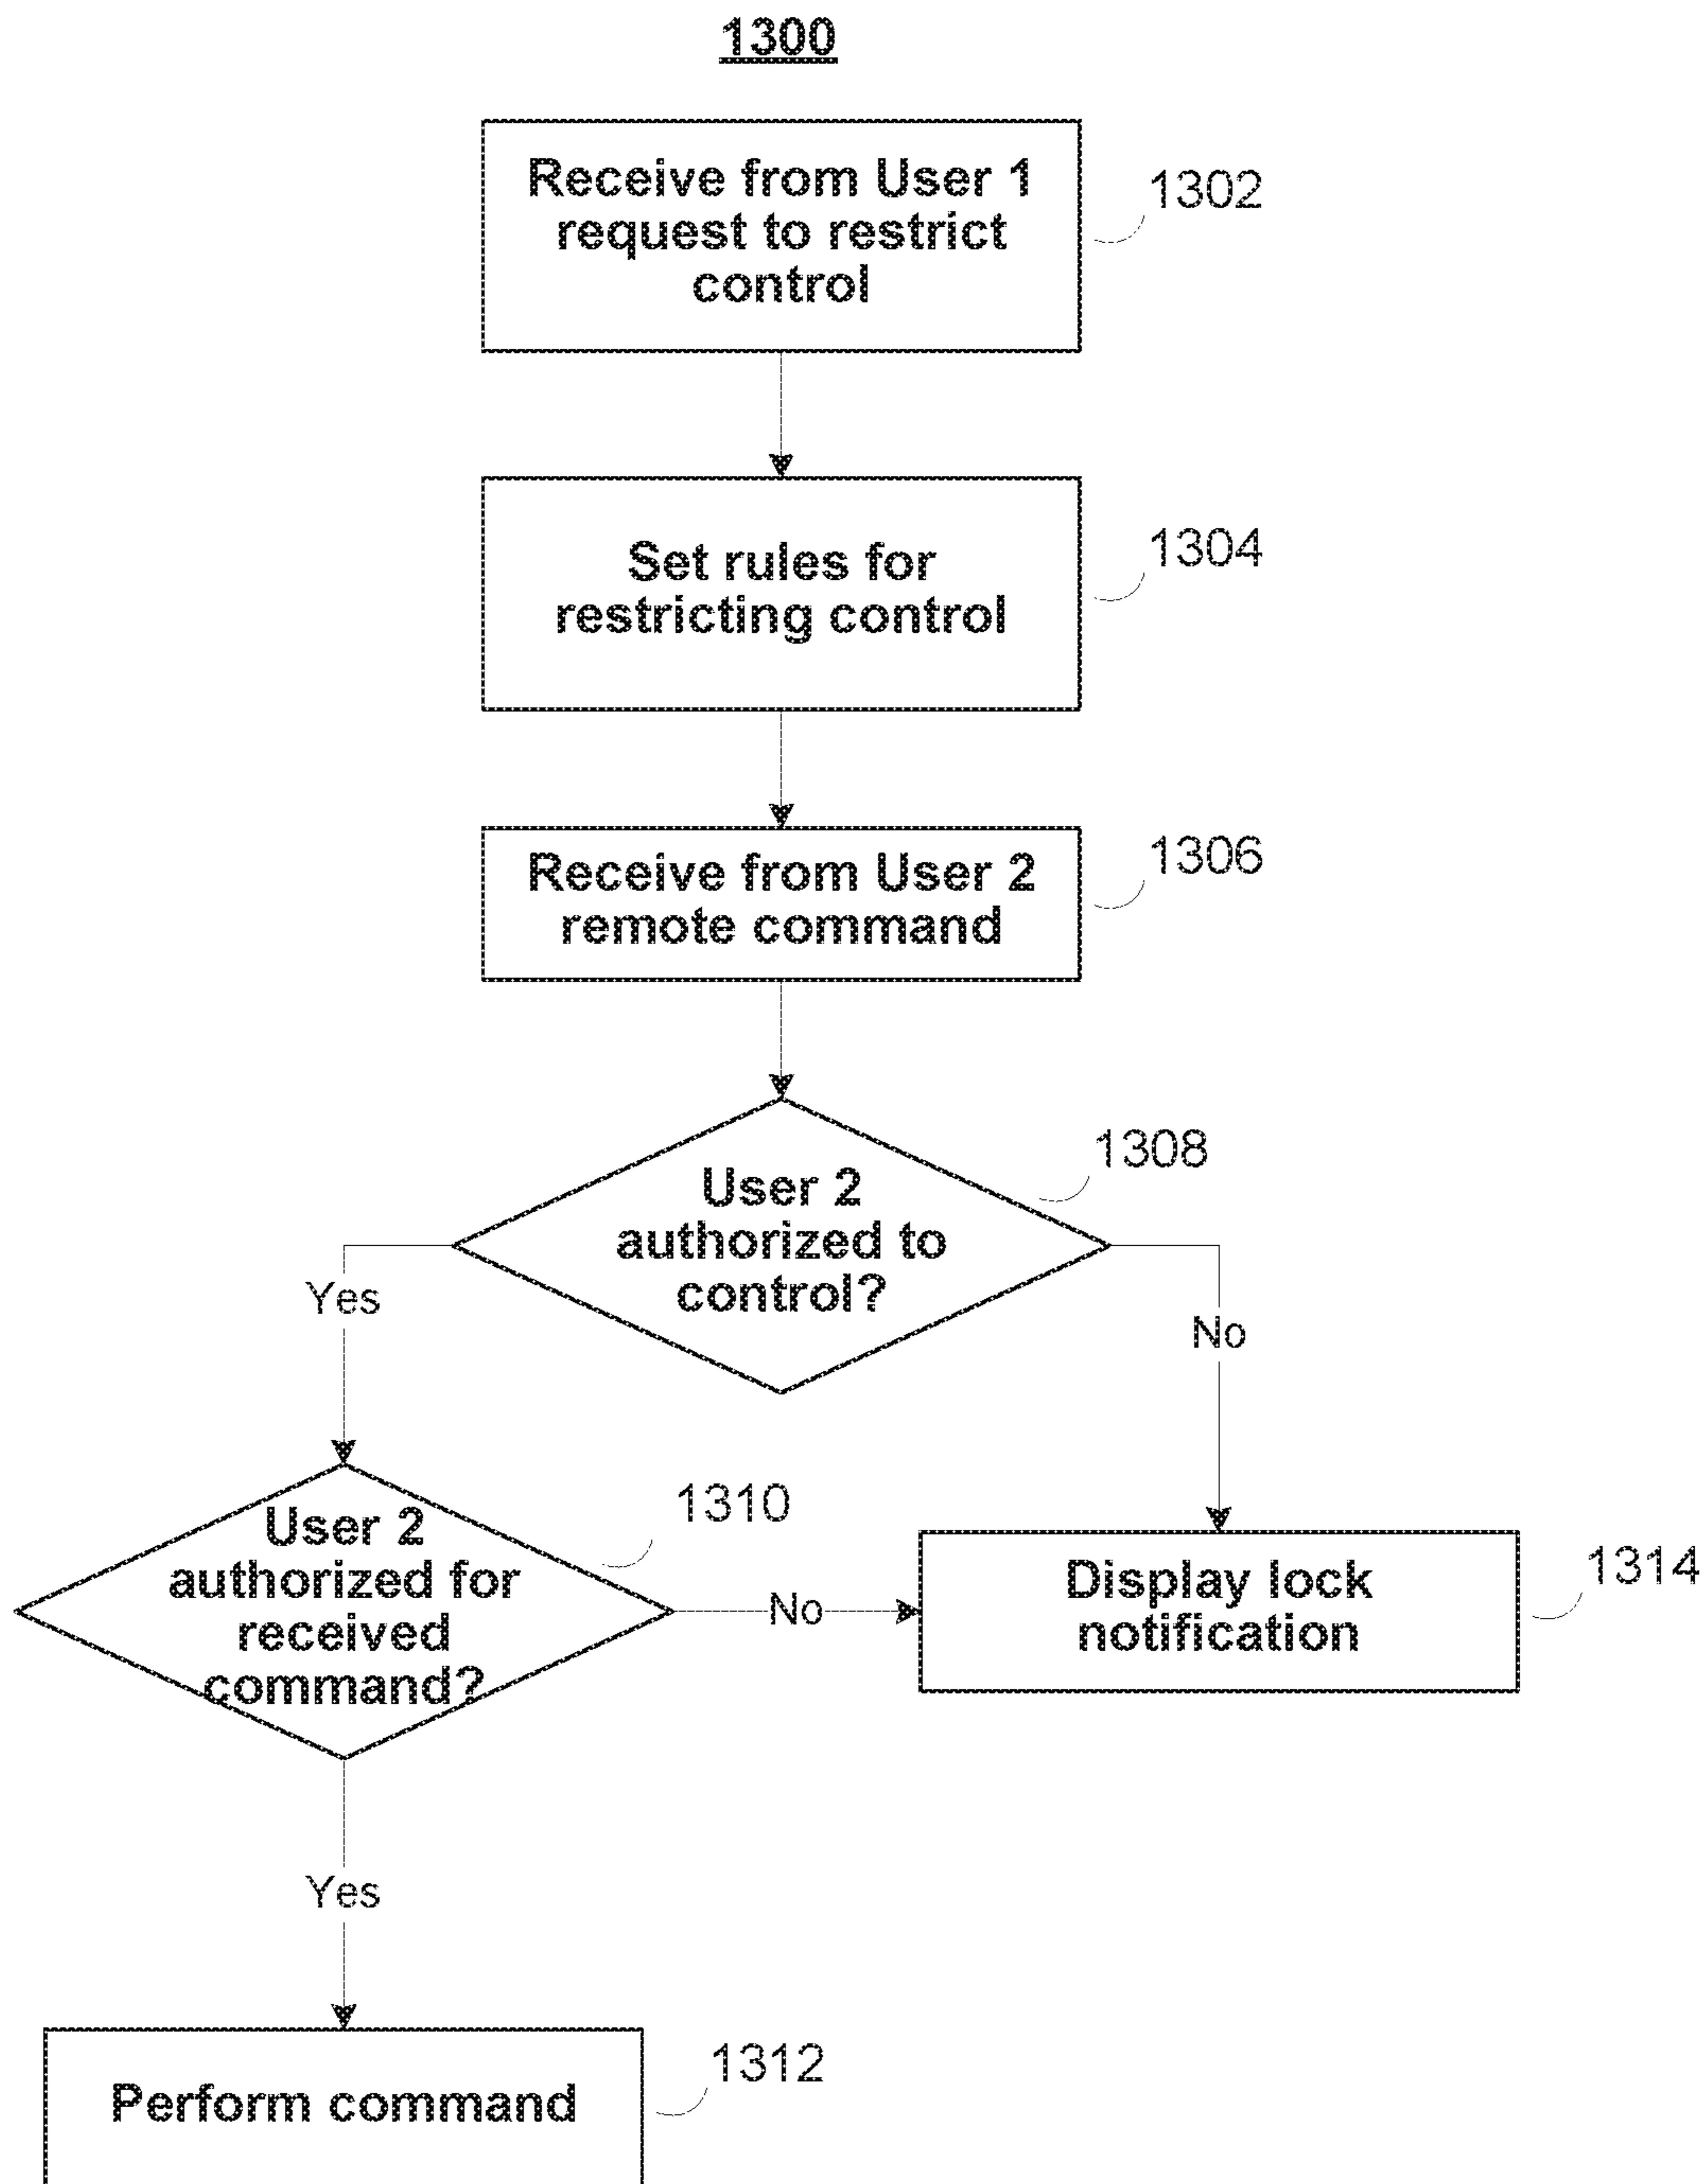 1300
Receive from User 1
request to restrict
control
1302
Set rules for
restricting control
1304
Receive from User 2
remote command
1306
User 2
authorized to
control?
1308
Yes
No
User 2
authorized for
received
command?
1310
No
Display lock
notification
1314
Yes
Perform command
1312